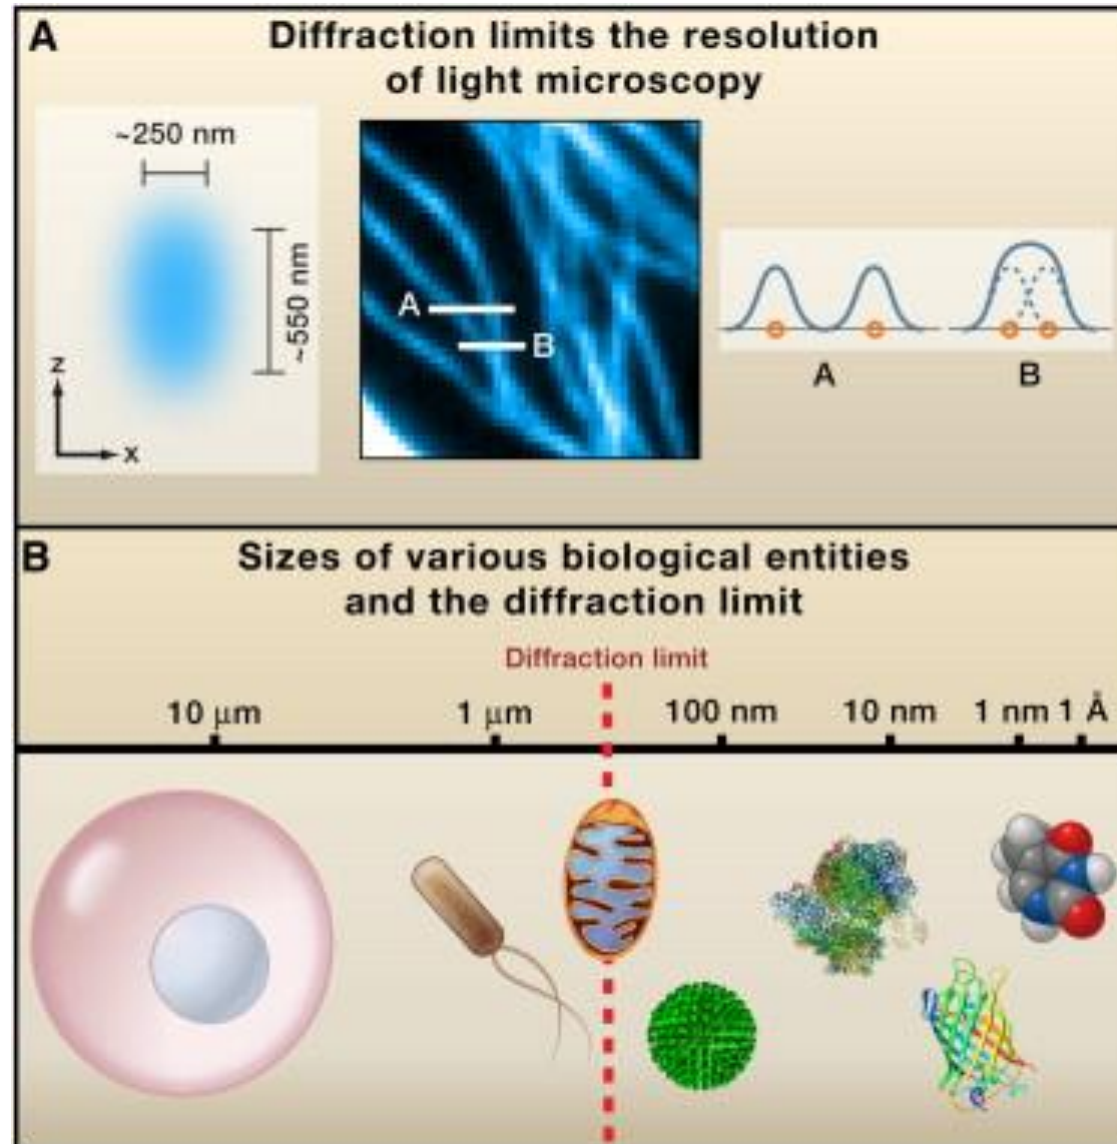 A
Diffraction limits the resolution
of light microscopy
~250 nm
~550 nm
z
x
A
B
A
B
B
Sizes of various biological entities
and the diffraction limit
Diffraction limit
10 μm
1 μm
100 nm
10 nm
1 nm
1 Å